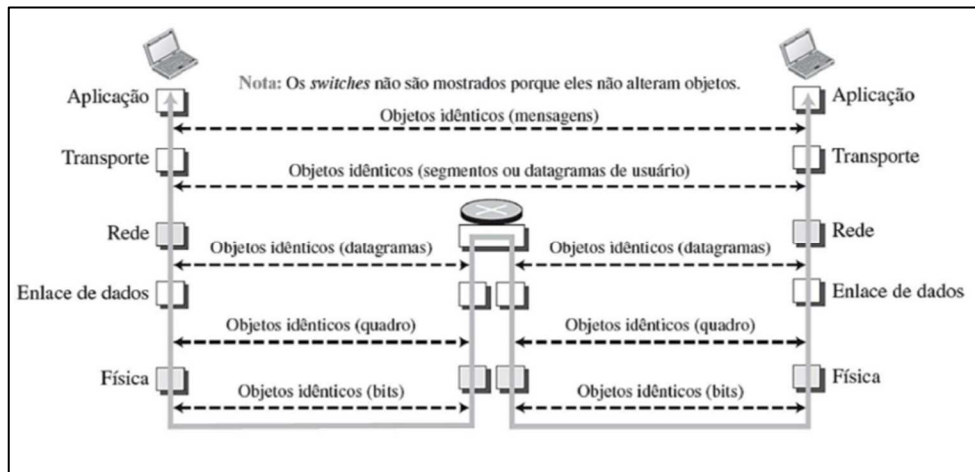 Nota: Os switches não são mostrados porque eles não alteram objetos.
Aplicação
Aplicação
Objetos idênticos (mensagens)
Transporte
Transporte
Objetos idênticos (segmentos ou datagramas de usuário)
Rede
Rede
Objetos idênticos (datagramas)
Objetos idênticos (datagramas)
Enlace de dados
Enlace de dados
Objetos idênticos (quadro)
Objetos idênticos (quadro)
Física
Física
Objetos idênticos (bits)
Objetos idênticos (bits)